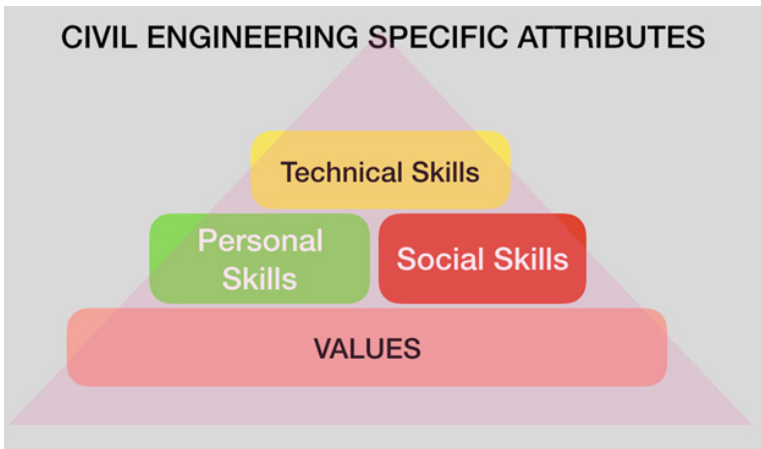 CIVIL ENGINEERING SPECIFIC ATTRIBUTES
Technical Skills
Personal
Skills
Social Skills
VALUES